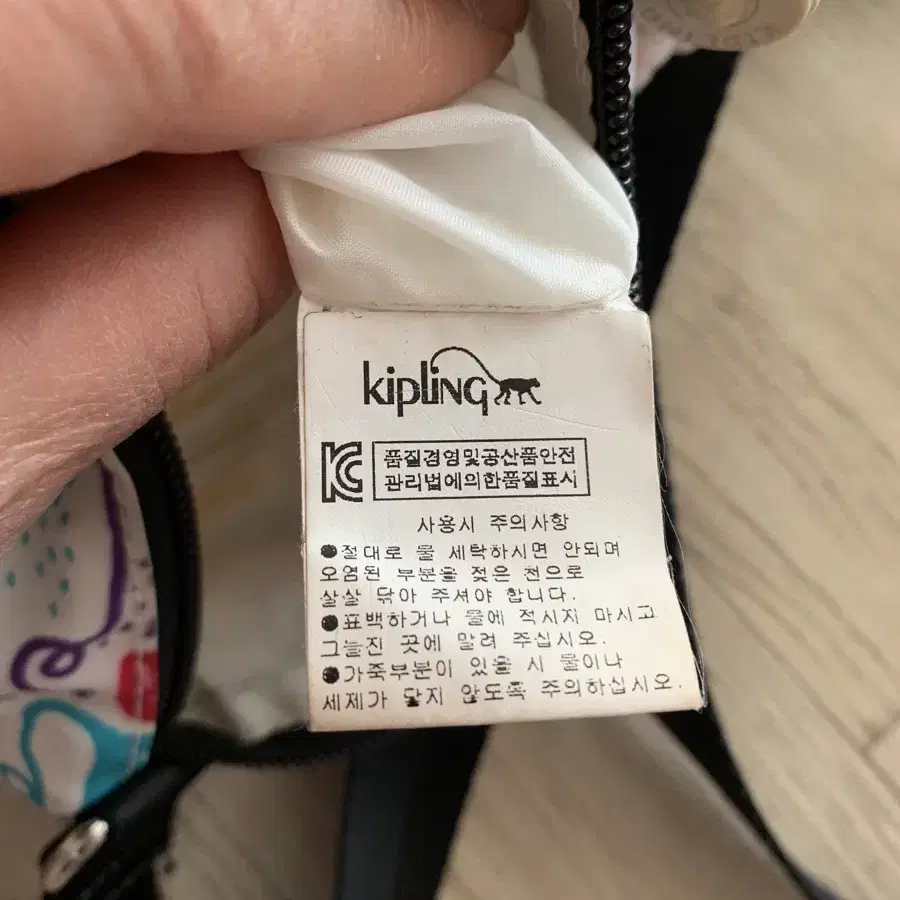 kipling
품질경영및공산품안전
관리법에의한품질표시
사용시 주의사항
●절대로 물 세탁하시면 안되며
오염된 부분을 젖은 천으로
살살 닦아 주셔야 합니다.
●표백하거나 물에 적시지 마시고
그늘진 곳에 말려 주십시오.
●가죽부분이 있을 시 물이나
세제가 닿지 않도록 주의하십시오.